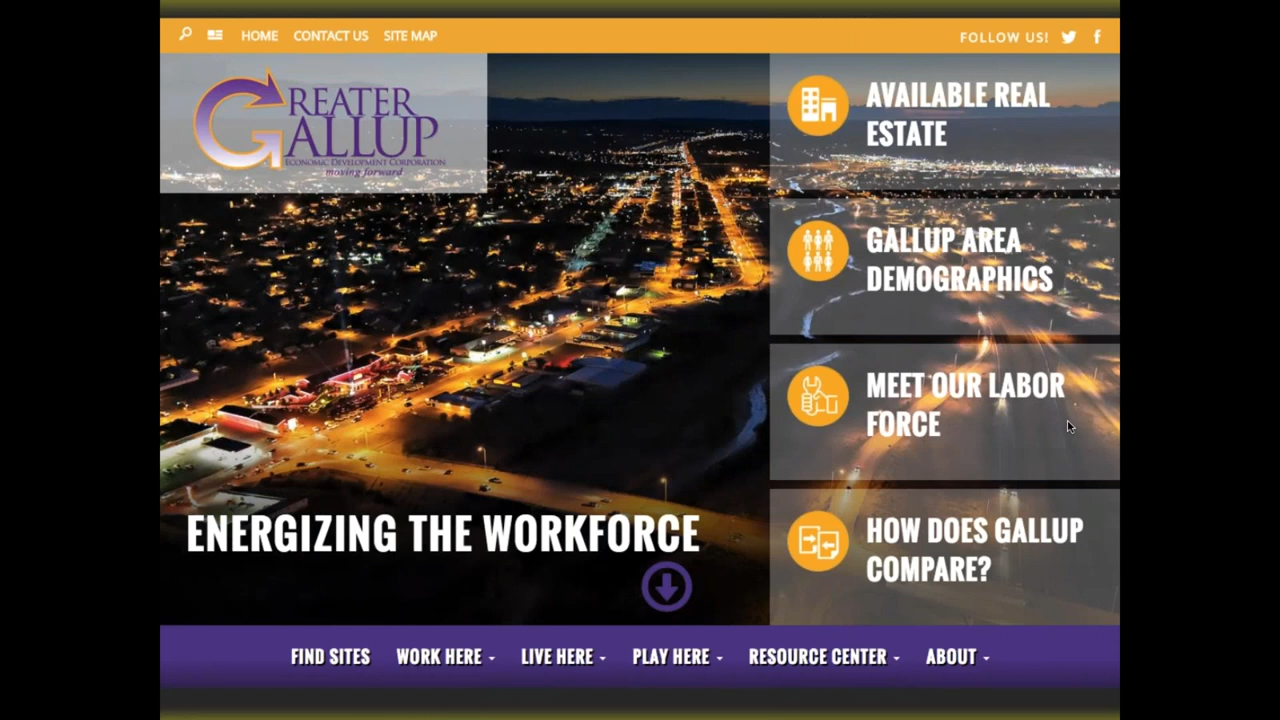 HOME CONTACT US SITE MAP
FOLLOW US!
GREATER
GALLUP
ECONOMIC DEVELOPMENT CORPORATION
moving forward
AVAILABLE REAL
ESTATE
GALLUP AREA
DEMOGRAPHICS
MEET OUR LABOR
FORCE
HOW DOES GALLUP
COMPARE?
ENERGIZING THE WORKFORCE
FIND SITES WORK HERE LIVE HERE PLAY HERE RESOURCE CENTER ABOUT